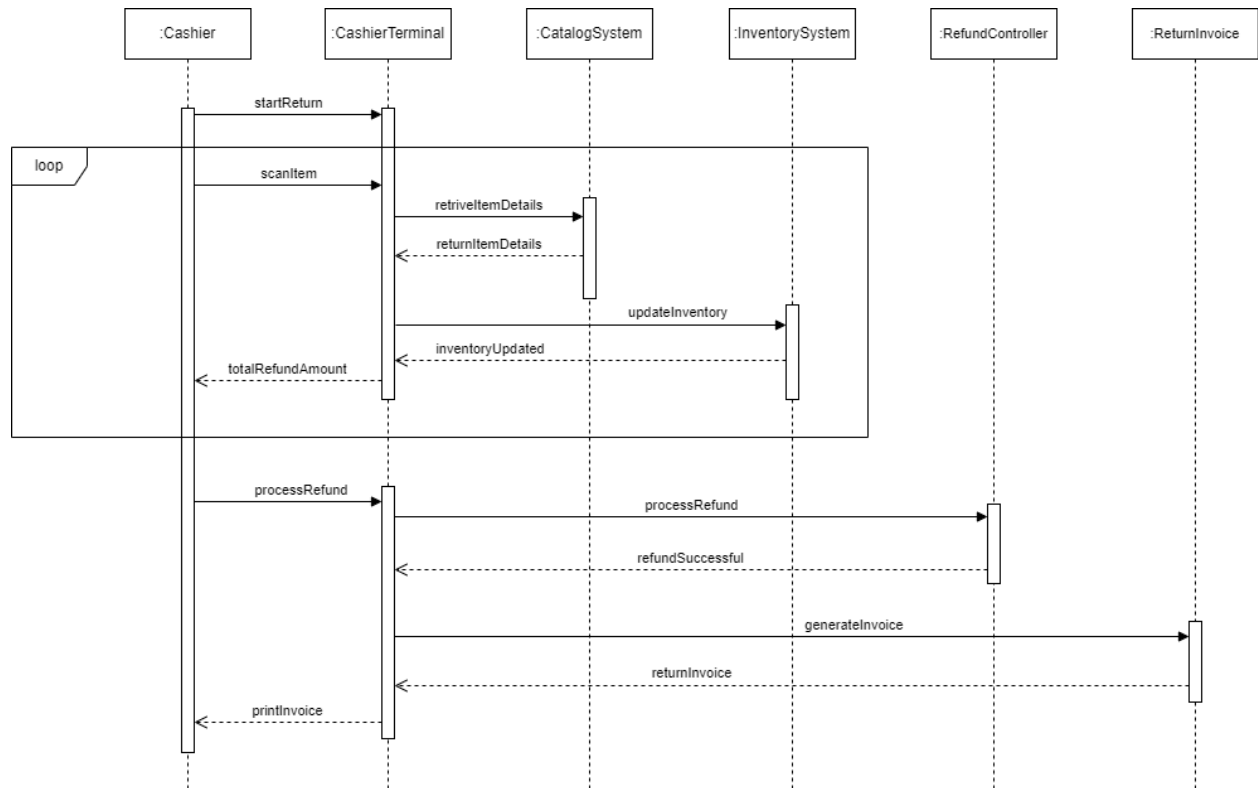 :Cashier
:CashierTerminal
:CatalogSystem
:InventorySystem
:RefundController
:ReturnInvoice
startReturn
loop
scanItem
retriveItemDetails
returnItemDetails
updateInventory
inventoryUpdated
totalRefundAmount
processRefund
processRefund
refundSuccessful
generateInvoice
returnInvoice
printInvoice